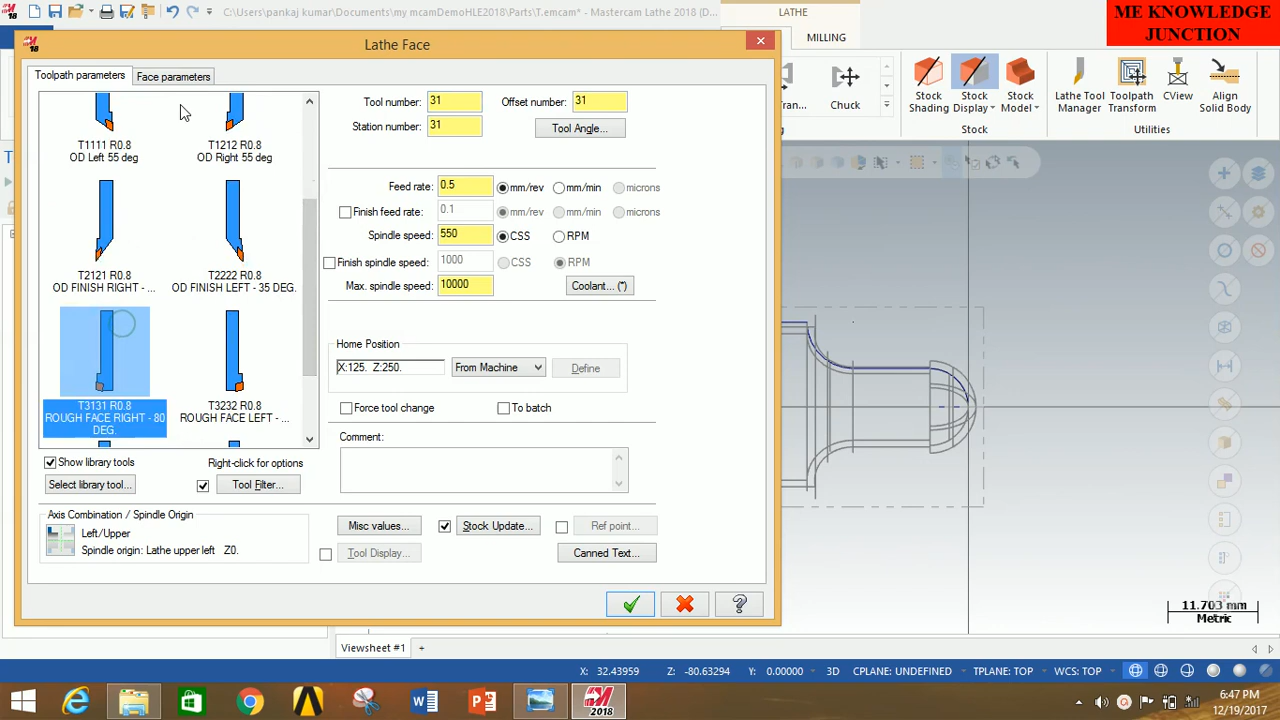 C:\Users\pankaj kumar\Documents\my mcamDemoHLE2018\Parts\T.emcam* - Mastercam Lathe 2018 (D...
LATHE
ME KNOWLEDGE
JUNCTION
18
Lathe Face
MILLING
Toolpath parameters
Face parameters
T1111 R0.8
OD Left 55 deg
T1212 R0.8
OD Right 55 deg
T2121 R0.8
OD FINISH RIGHT - ...
T2222 R0.8
OD FINISH LEFT - 35 DEG.
T3131 R0.8
ROUGH FACE RIGHT - 80
DEG.
T3232 R0.8
ROUGH FACE LEFT - ...
Show library tools
Right-click for options
Select library tool...
Tool Filter...
Axis Combination / Spindle Origin
Left/Upper
Spindle origin: Lathe upper left Z0.
Tool number: 31
Offset number: 31
Station number: 31
Tool Angle...
Feed rate: 0.5 mm/rev mm/min microns
Finish feed rate: 0.1 mm/rev mm/min microns
Spindle speed: 550 CSS RPM
Finish spindle speed: 1000 CSS RPM
Max. spindle speed: 10000
Coolant... (*)
Home Position
X:125. Z:250.
From Machine
Define
Force tool change
To batch
Comment:
Misc values...
Stock Update...
Ref point...
Tool Display...
Canned Text...
ran...
Chuck
Stock
Shading
Stock
Display
Stock
Model
Lathe Tool
Manager
Toolpath
Transform
CView
Align
Solid Body
Stock
Utilities
11.703 mm
Metric
Viewsheet #1 +
X: 32.43959 Z: -80.63294 Y: 0.00000 3D CPLANE: UNDEFINED TPLANE: TOP WCS: TOP
2018
6:47 PM
12/19/2017